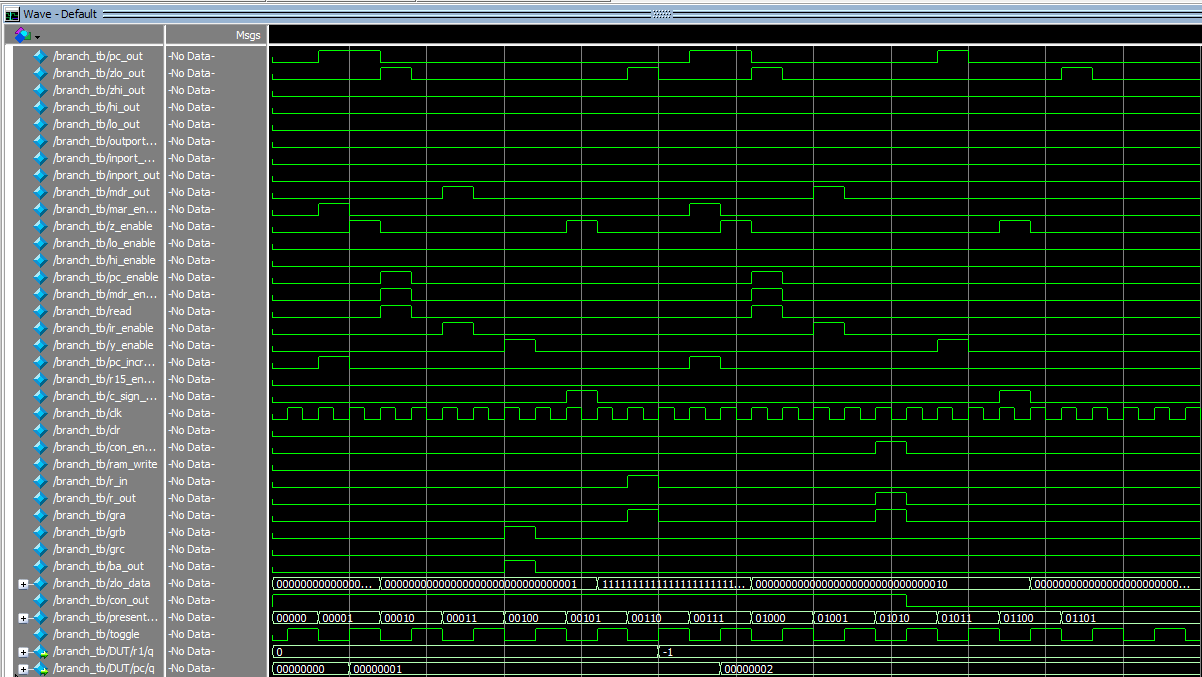 Wave - Default
Msgs
/branch_tb/pc_out -No Data-
/branch_tb/zlo_out -No Data-
/branch_tb/zhi_out -No Data-
/branch_tb/hi_out -No Data-
/branch_tb/lo_out -No Data-
/branch_tb/outport... -No Data-
/branch_tb/inport_... -No Data-
/branch_tb/inport_out -No Data-
/branch_tb/mdr_out -No Data-
/branch_tb/mar_en... -No Data-
/branch_tb/z_enable -No Data-
/branch_tb/lo_enable -No Data-
/branch_tb/hi_enable -No Data-
/branch_tb/pc_enable -No Data-
/branch_tb/mdr_en... -No Data-
/branch_tb/read -No Data-
/branch_tb/ir_enable -No Data-
/branch_tb/y_enable -No Data-
/branch_tb/pc_incr... -No Data-
/branch_tb/r15_en... -No Data-
/branch_tb/c_sign_... -No Data-
/branch_tb/clk -No Data-
/branch_tb/clr -No Data-
/branch_tb/con_en... -No Data-
/branch_tb/ram_write -No Data-
/branch_tb/r_in -No Data-
/branch_tb/r_out -No Data-
/branch_tb/gra -No Data-
/branch_tb/grb -No Data-
/branch_tb/grc -No Data-
/branch_tb/ba_out -No Data-
/branch_tb/zlo_data -No Data- 00000000000000... 00000000000000000000000000000001 11111111111111111111111... 00000000000000000000000000000010 00000000000000000000000...
/branch_tb/con_out -No Data-
/branch_tb/present... -No Data- 00000 00001 00010 00011 00100 00101 00110 00111 01000 01001 01010 01011 01100 01101
/branch_tb/toggle -No Data-
/branch_tb/DUT/r1/q -No Data- 0 -1
/branch_tb/DUT/pc/q -No Data- 00000000 00000001 00000002